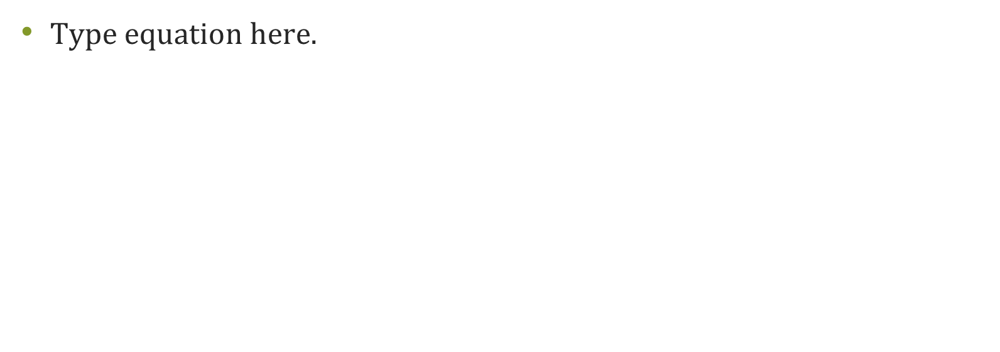 • Type equation here.